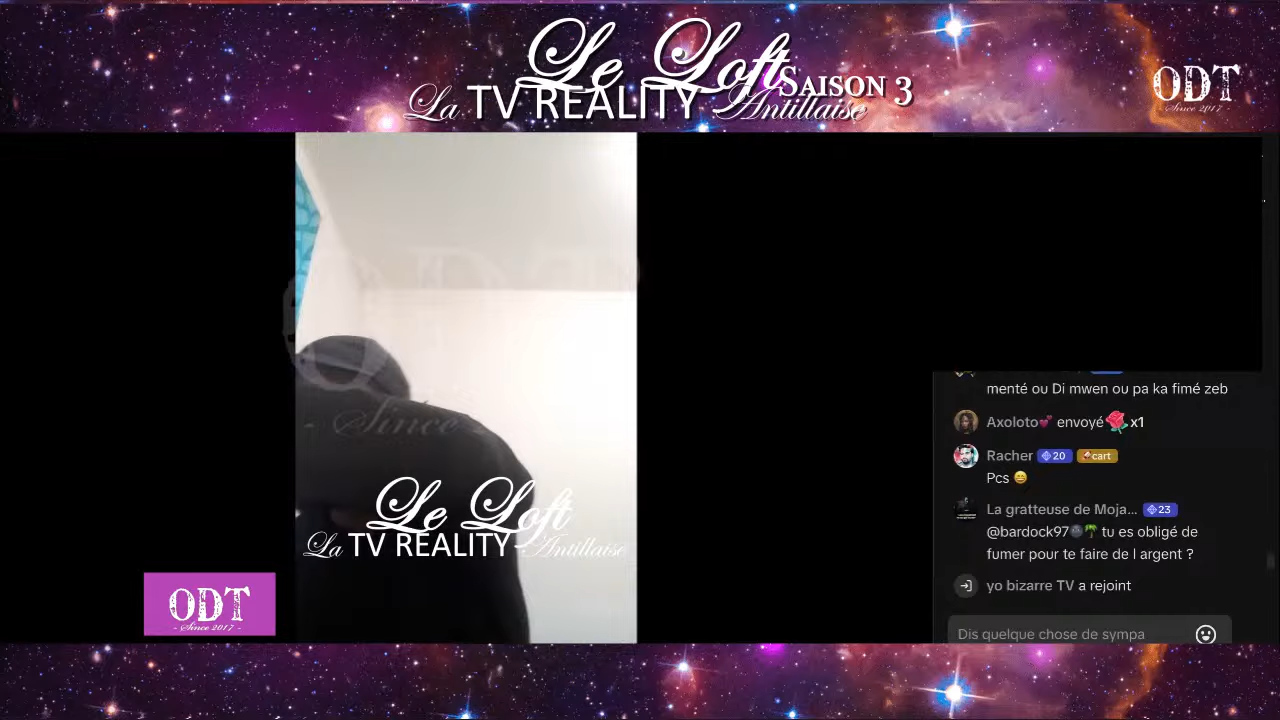 Le Loft
SAISON 3
La TV REALITY Antillaise
ODT
Since 2017
menté ou Di mwen ou pa ka fimé zeb
Axoloto💕 envoyé🌹x1
Racher 20 cart
Pcs 😄
La gratteuse de Moja... 23
@bardock97🌚🌴 tu es obligé de
fumer pour te faire de l argent ?
yo bizarre TV a rejoint
Dis quelque chose de sympa
ODT
- Since
Le Loft
La TV REALITY Antillaise
ODT
- Since 2017 -